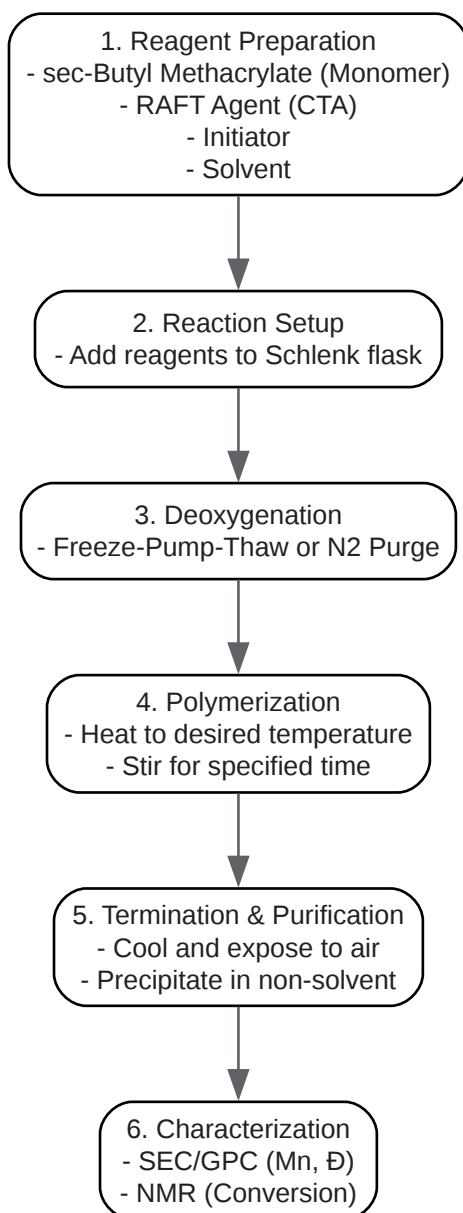 1. Reagent Preparation
- sec-Butyl Methacrylate (Monomer)
- RAFT Agent (CTA)
- Initiator
- Solvent
2. Reaction Setup
- Add reagents to Schlenk flask
3. Deoxygenation
- Freeze-Pump-Thaw or N2 Purge
4. Polymerization
- Heat to desired temperature
- Stir for specified time
5. Termination & Purification
- Cool and expose to air
- Precipitate in non-solvent
6. Characterization
- SEC/GPC (Mn, Đ)
- NMR (Conversion)